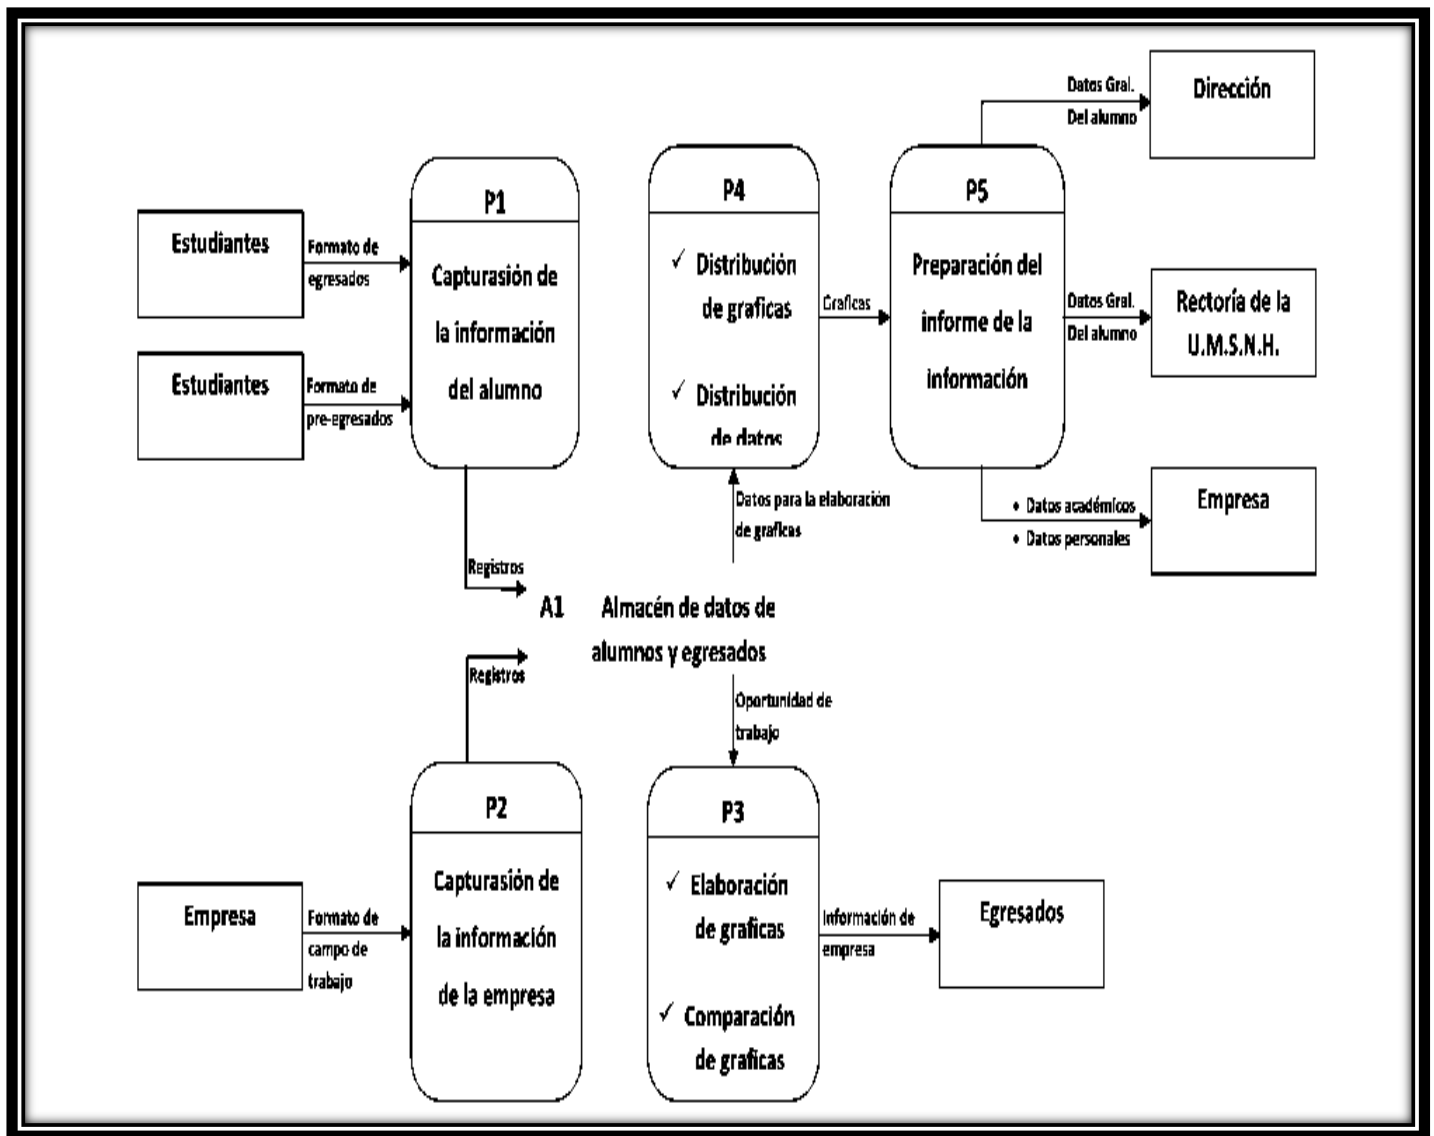 Estudiantes
Formato de
egresados
Estudiantes
Formato de
pre-egresados
P1
Capturasión de
la información
del alumno
Registros
A1 Almacén de datos de
alumnos y egresados
Registros
P2
Capturasión de
la información
de la empresa
Empresa
Formato de
campo de
trabajo
P4
✓ Distribución
de graficas
✓ Distribución
de datos
Datos para la elaboración
de graficas
Graficas
P5
Preparación del
informe de la
información
Datos Gral.
Del alumno
Dirección
Datos Gral.
Del alumno
Rectoría de la
U.M.S.N.H.
• Datos académicos
• Datos personales
Empresa
Oportunidad de
trabajo
P3
✓ Elaboración
de graficas
✓ Comparación
de graficas
Información de
empresa
Egresados